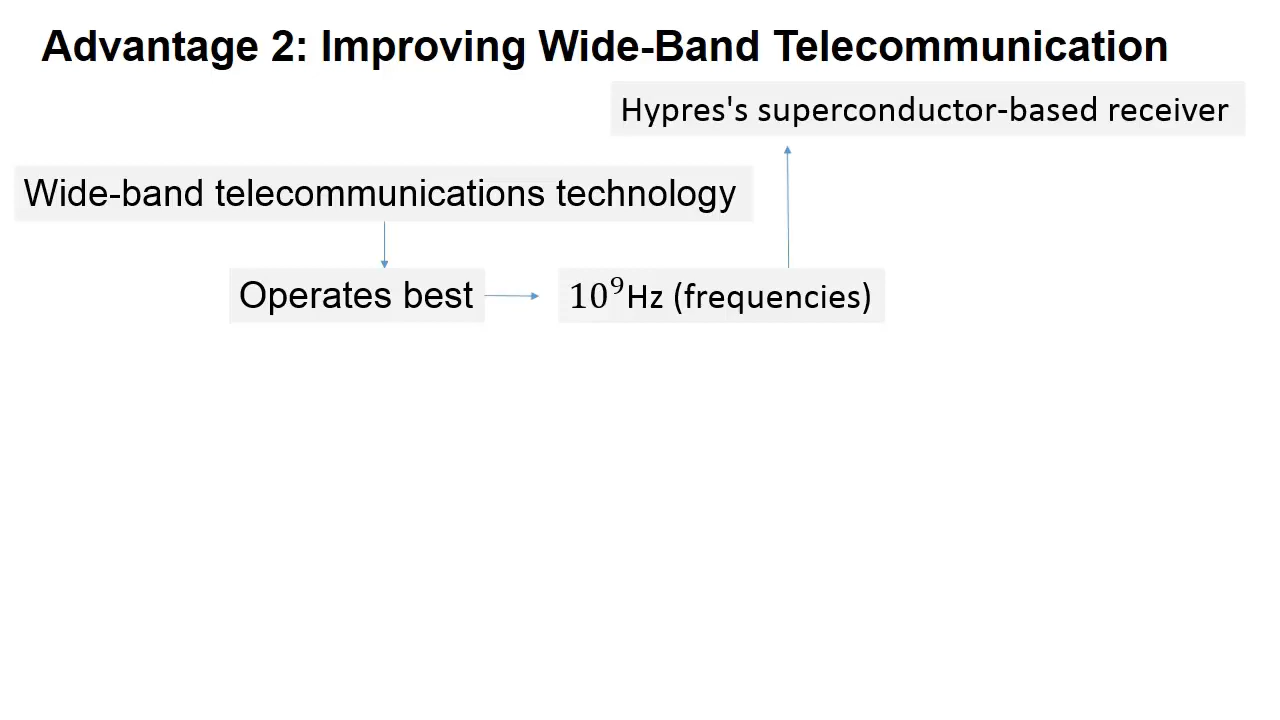 Advantage 2: Improving Wide-Band Telecommunication
Hypres's superconductor-based receiver
Wide-band telecommunications technology
Operates best
10⁹Hz (frequencies)